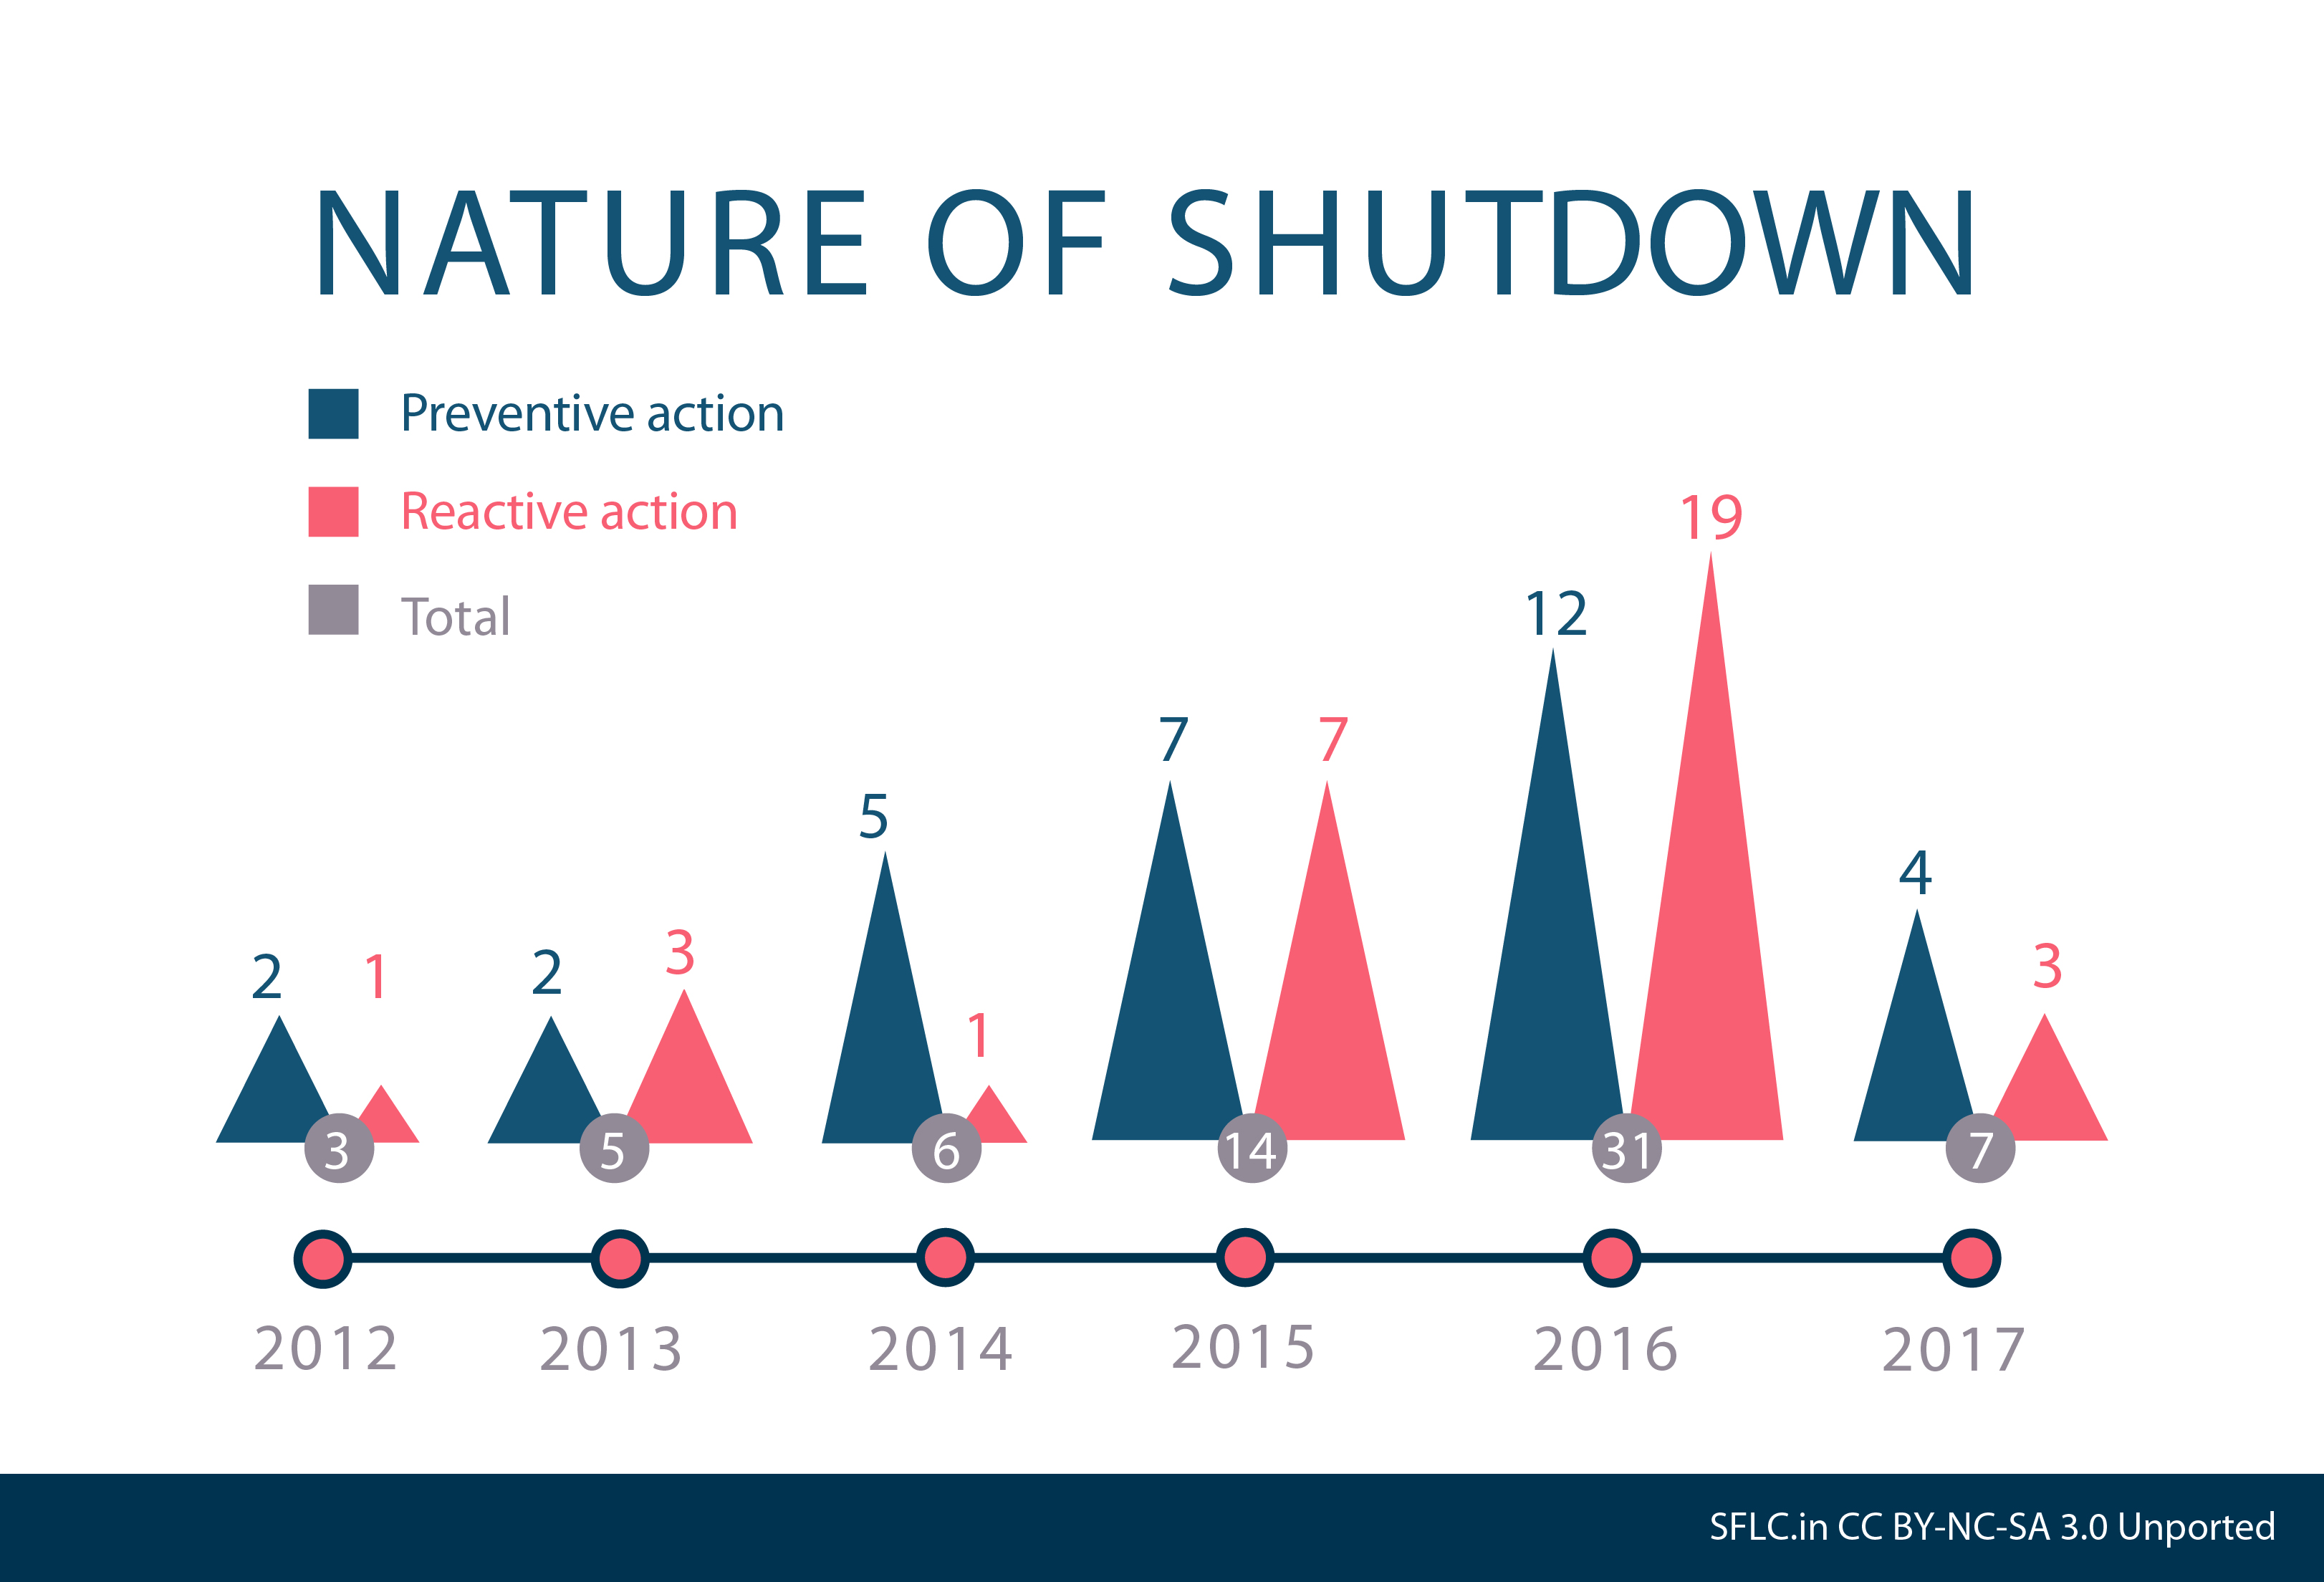 NATURE OF SHUTDOWN
Preventive action
Reactive action
Total
19
12
7 7
5
4
2 1 2 3 1 3
3 5 6 14 31 7
2012 2013 2014 2015 2016 2017
SFLC.in CC BY-NC-SA 3.0 Unported